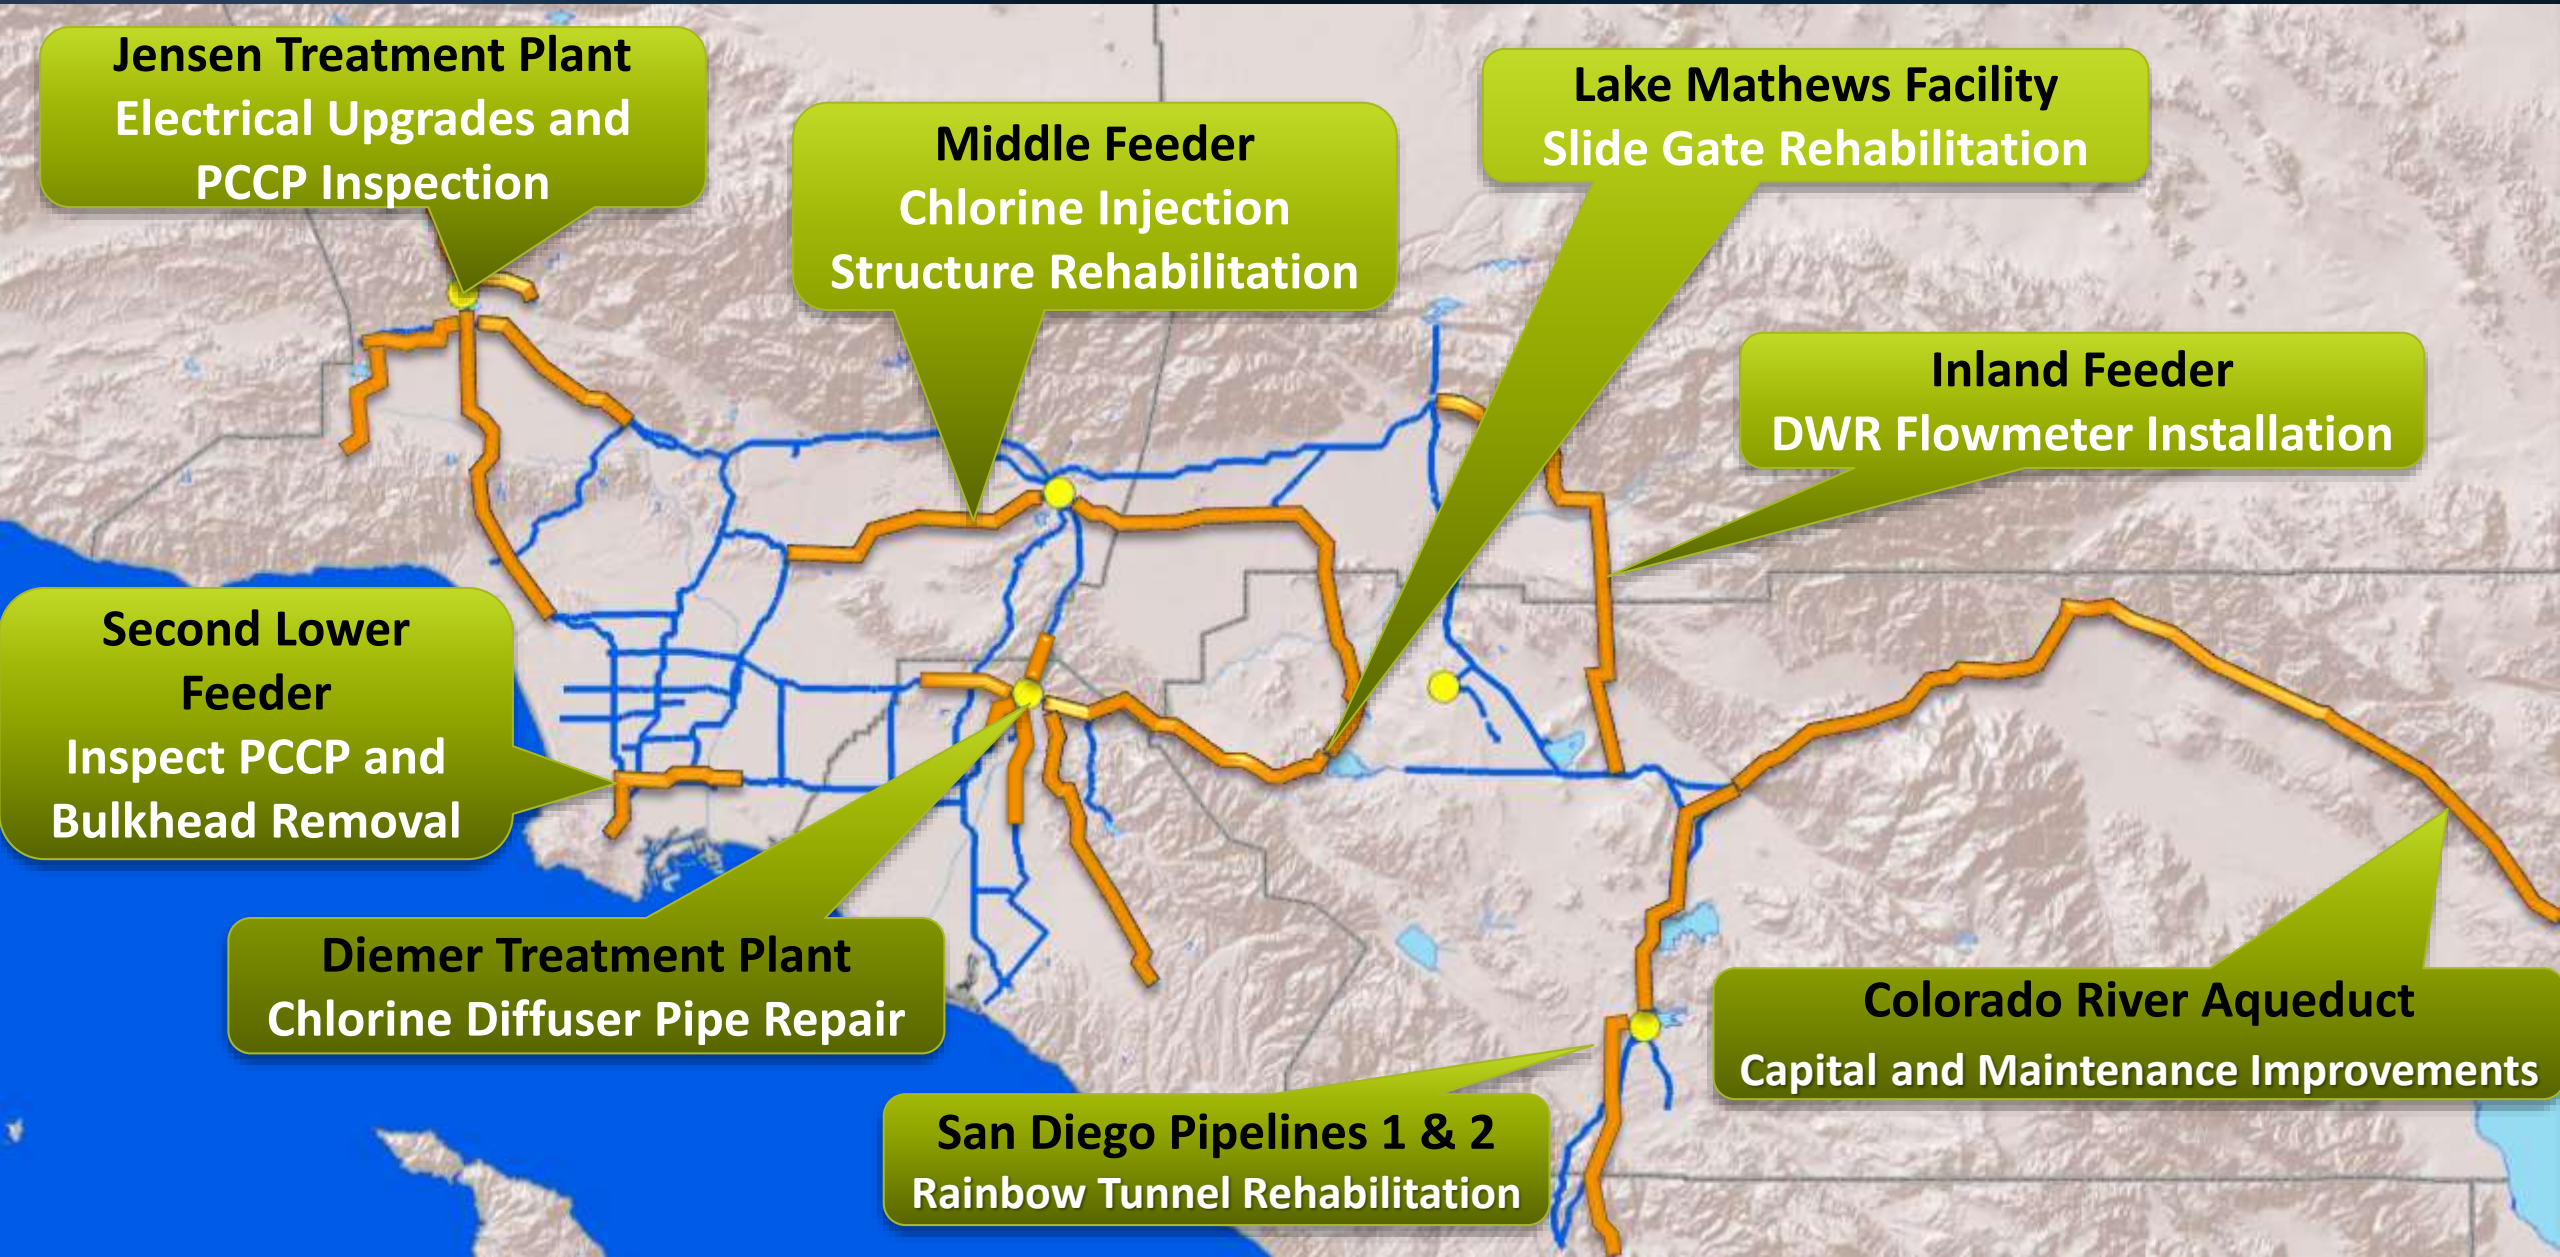 Jensen Treatment Plant
Electrical Upgrades and
PCCP Inspection
Middle Feeder
Chlorine Injection
Structure Rehabilitation
Lake Mathews Facility
Slide Gate Rehabilitation
Inland Feeder
DWR Flowmeter Installation
Second Lower
Feeder
Inspect PCCP and
Bulkhead Removal
Diemer Treatment Plant
Chlorine Diffuser Pipe Repair
Colorado River Aqueduct
Capital and Maintenance Improvements
San Diego Pipelines 1 & 2
Rainbow Tunnel Rehabilitation